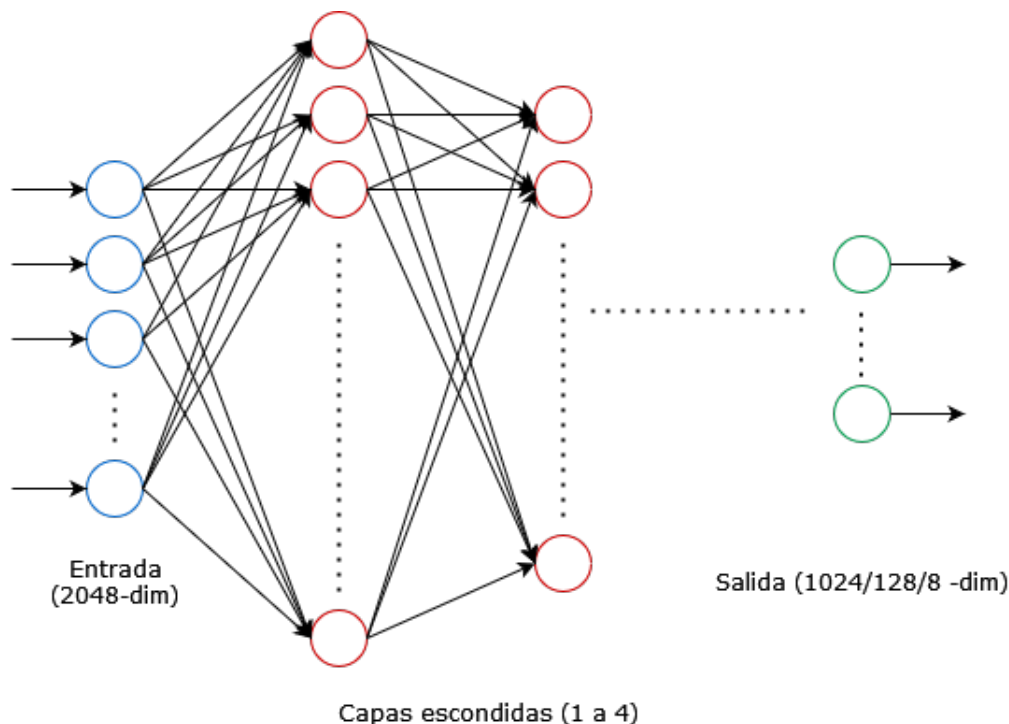 Entrada
(2048-dim)
Salida (1024/128/8 -dim)
Capas escondidas (1 a 4)